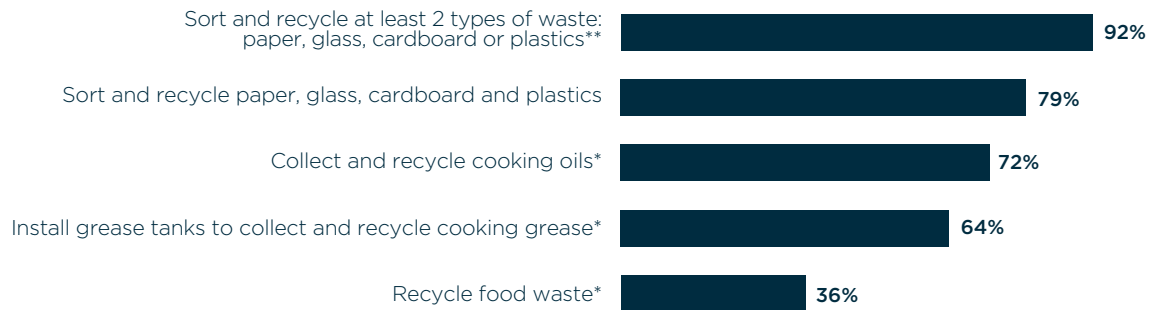 Sort and recycle at least 2 types of waste:
paper, glass, cardboard or plastics**
92%
Sort and recycle paper, glass, cardboard and plastics
79%
Collect and recycle cooking oils*
72%
Install grease tanks to collect and recycle cooking grease*
64%
Recycle food waste*
36%